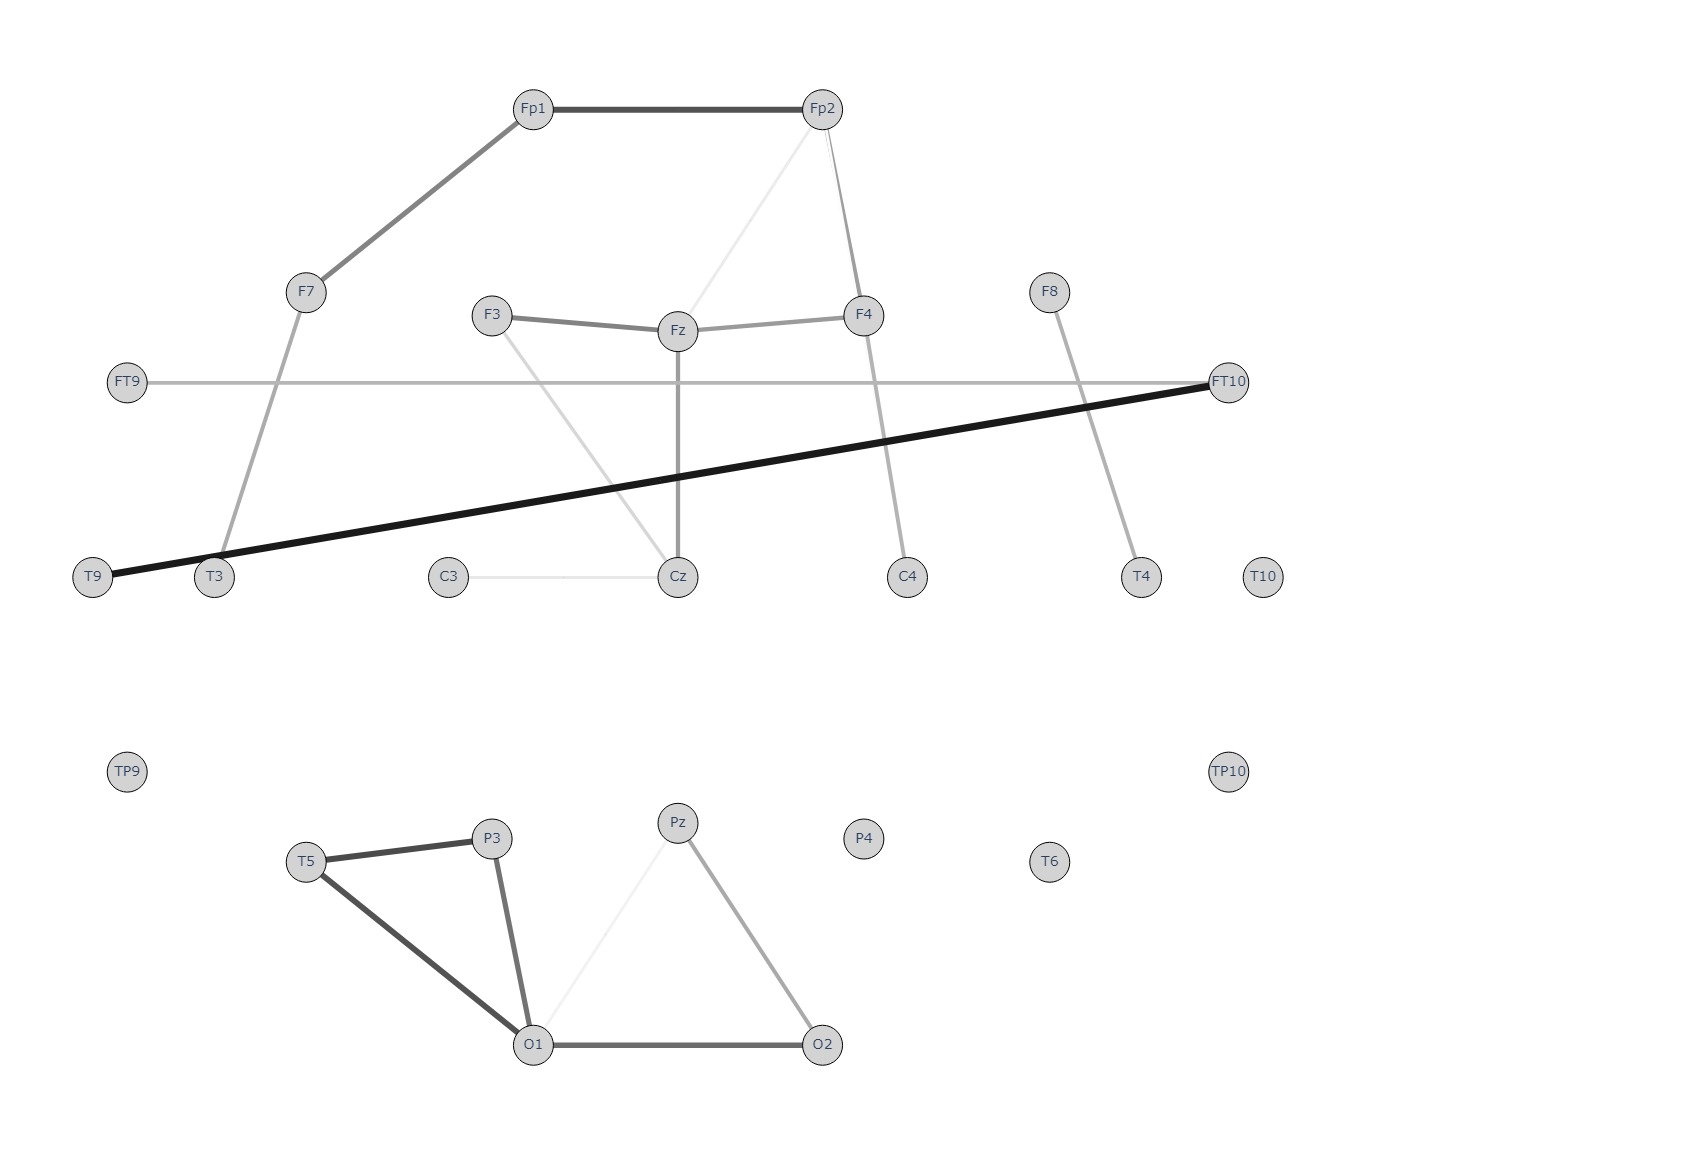 Fp1 Fp2
F7 F3 Fz F4 F8
FT9 FT10
T9 T3 C3 Cz C4 T4 T10
TP9 TP10
T5 P3 Pz P4 T6
O1 O2